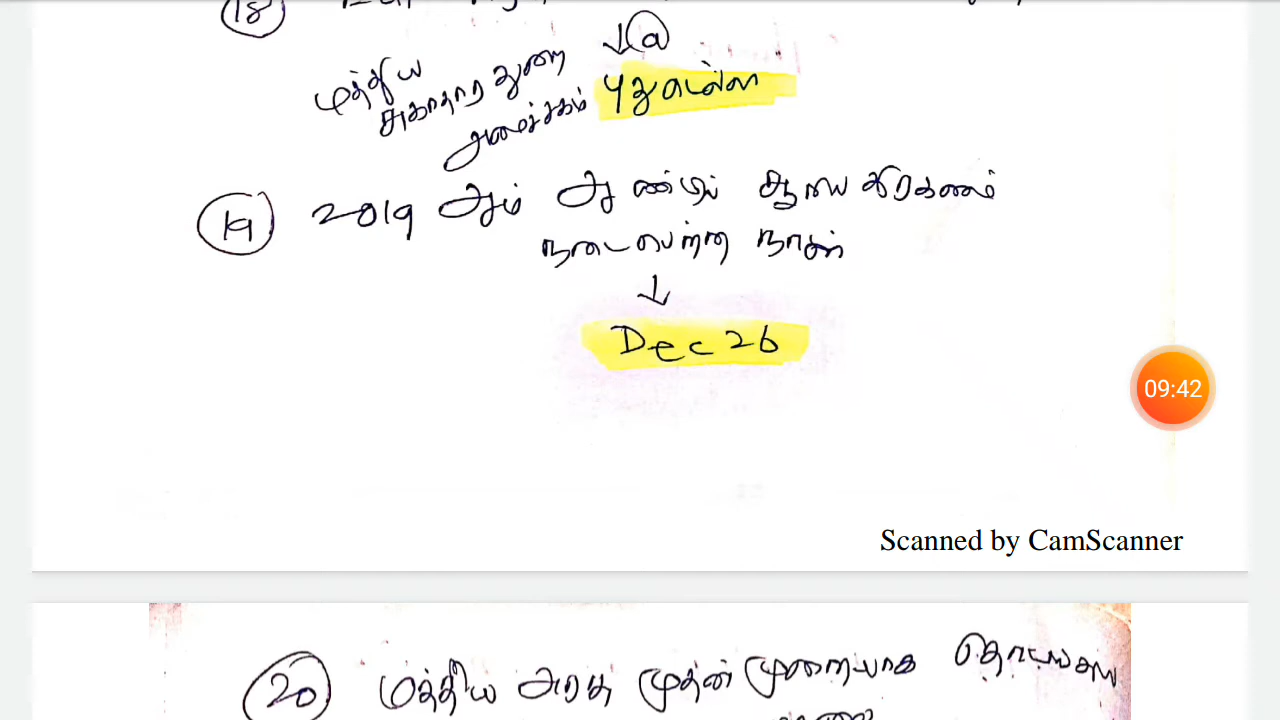 18
↓ a
மத்திய
சுகாதார துறை
அமைச்சகம் புதுடெல்லி
19 2019 ஆம் ஆண்டில் சூரிய கிரகணம்
நடைபெற்ற நாள்
↓
Dec 26
09:42
Scanned by CamScanner
20 மத்திய அரசு முதன் முறையாக